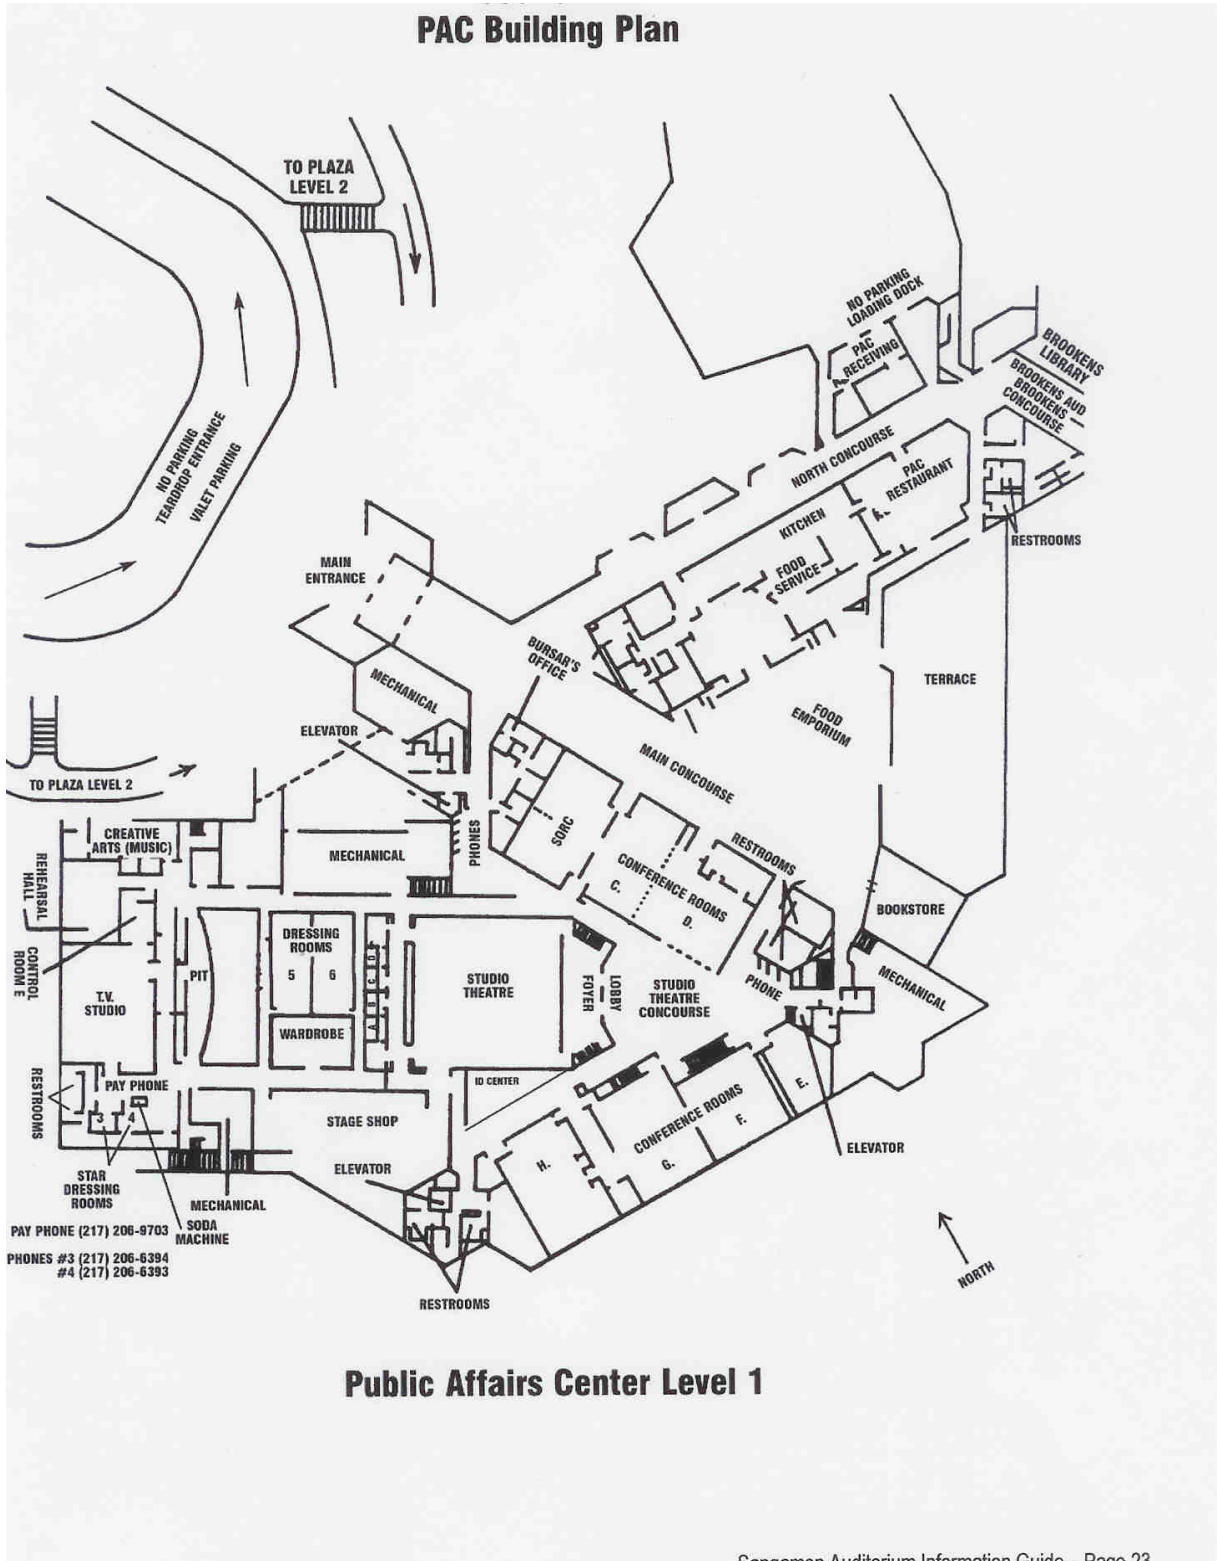 PAC Building Plan
TO PLAZA
LEVEL 2
NO PARKING
LOADING DOCK
PAC
RECEIVING
BROOKENS
LIBRARY
BROOKENS AUD
BROOKENS
CONCOURSE
NO PARKING
TEARDROP ENTRANCE
VALET PARKING
NORTH CONCOURSE
PAC
RESTAURANT
KITCHEN
RESTROOMS
MAIN
ENTRANCE
FOOD
SERVICE
BURSAR'S
OFFICE
MECHANICAL
TERRACE
FOOD
EMPORIUM
ELEVATOR
MAIN CONCOURSE
TO PLAZA LEVEL 2
CREATIVE
ARTS (MUSIC)
MECHANICAL
PHONES
SORC
RESTROOMS
REHEARSAL
HALL
CONFERENCE ROOMS
C.
D.
BOOKSTORE
DRESSING
ROOMS
5
6
CONTROL
ROOM E
PIT
T.V.
STUDIO
A B C D
STUDIO
THEATRE
FOYER
LOBBY
STUDIO
THEATRE
CONCOURSE
PHONE
MECHANICAL
WARDROBE
RESTROOMS
PAY PHONE
3
4
ID CENTER
STAGE SHOP
CONFERENCE ROOMS
E.
F.
G.
H.
ELEVATOR
ELEVATOR
STAR
DRESSING
ROOMS
MECHANICAL
SODA
MACHINE
PAY PHONE (217) 206-9703
PHONES #3 (217) 206-6394
#4 (217) 206-6393
RESTROOMS
NORTH
Public Affairs Center Level 1
Sangamon Auditorium Information Guide - Page 23